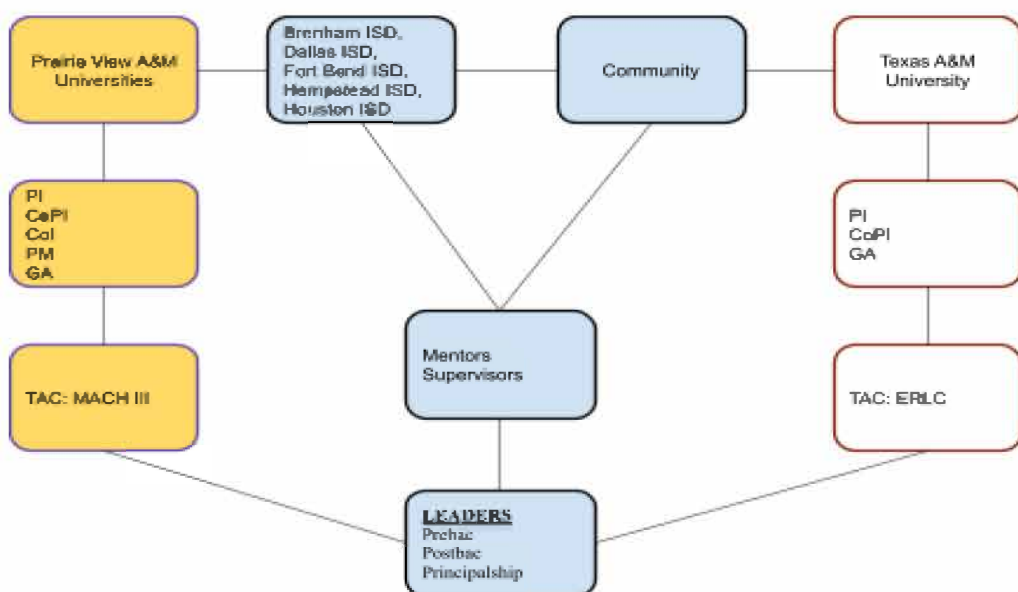 Prairie View A&M
Universities
Brenham ISD,
Dallas ISD,
Fort Bend ISD,
Hempstead ISD,
Houston ISD
Community
Texas A&M
University
PI
CoPI
CoI
PM
GA
PI
CoPI
GA
Mentors
Supervisors
TAC: MACH III
TAC: ERLC
LEADERS
Prebac
Postbac
Principalship